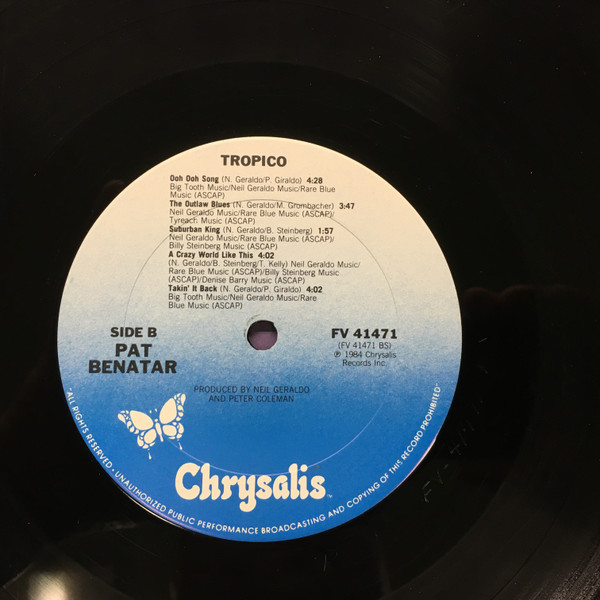 TROPICO
Ooh Ooh Song (N. Geraldo/P. Giraldo) 4:28
Big Tooth Music/Neil Geraldo Music/Rare Blue
Music (ASCAP)
The Outlaw Blues (N. Geraldo/M. Grombacher) 3:47
Neil Geraldo Music/Rare Blue Music (ASCAP)/
Tyreach Music (ASCAP)
Suburban King (N. Geraldo/B. Steinberg) 1:57
Neil Geraldo Music/Rare Blue Music (ASCAP)/
Billy Steinberg Music (ASCAP)
A Crazy World Like This 4:02
(N. Geraldo/B. Steinberg/T. Kelly) Neil Geraldo Music/
Rare Blue Music (ASCAP)/Billy Steinberg Music
(ASCAP)/Denise Barry Music (ASCAP)
Takin' It Back (N. Geraldo/P. Giraldo) 4:02
Big Tooth Music/Neil Geraldo Music/Rare
Blue Music (ASCAP)
SIDE B
PAT
BENATAR
FV 41471
(FV 41471 BS)
℗ 1984 Chrysalis
Records Inc.
PRODUCED BY NEIL GERALDO
AND PETER COLEMAN
Chrysalis™
•ALL RIGHTS RESERVED • UNAUTHORIZED PUBLIC PERFORMANCE BROADCASTING AND COPYING OF THIS RECORD PROHIBITED•